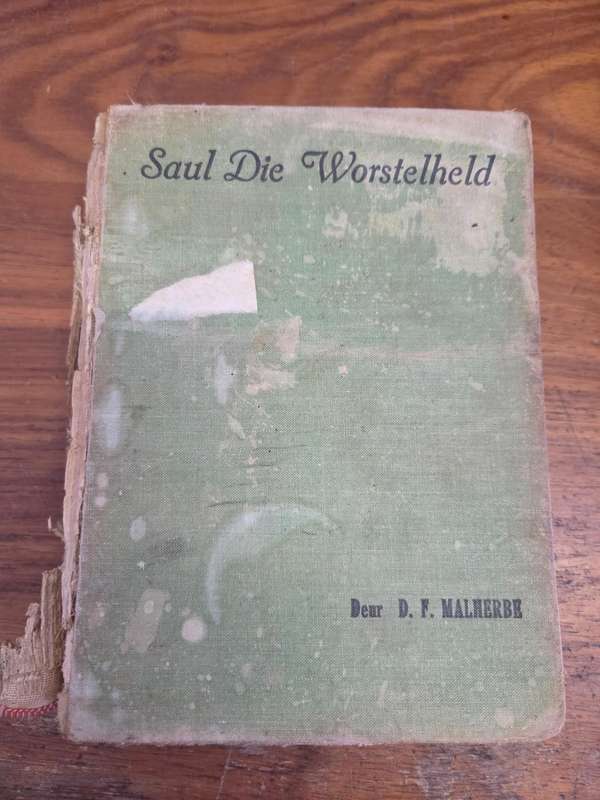 Saul Die Worstelheld
Deur D. F. MALHERBE